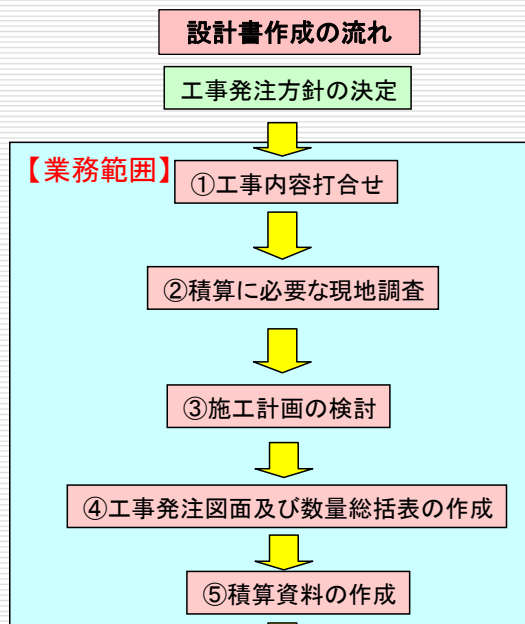 設計書作成の流れ
工事発注方針の決定
【業務範囲】
①工事内容打合せ
②積算に必要な現地調査
③施工計画の検討
④工事発注図面及び数量総括表の作成
⑤積算資料の作成